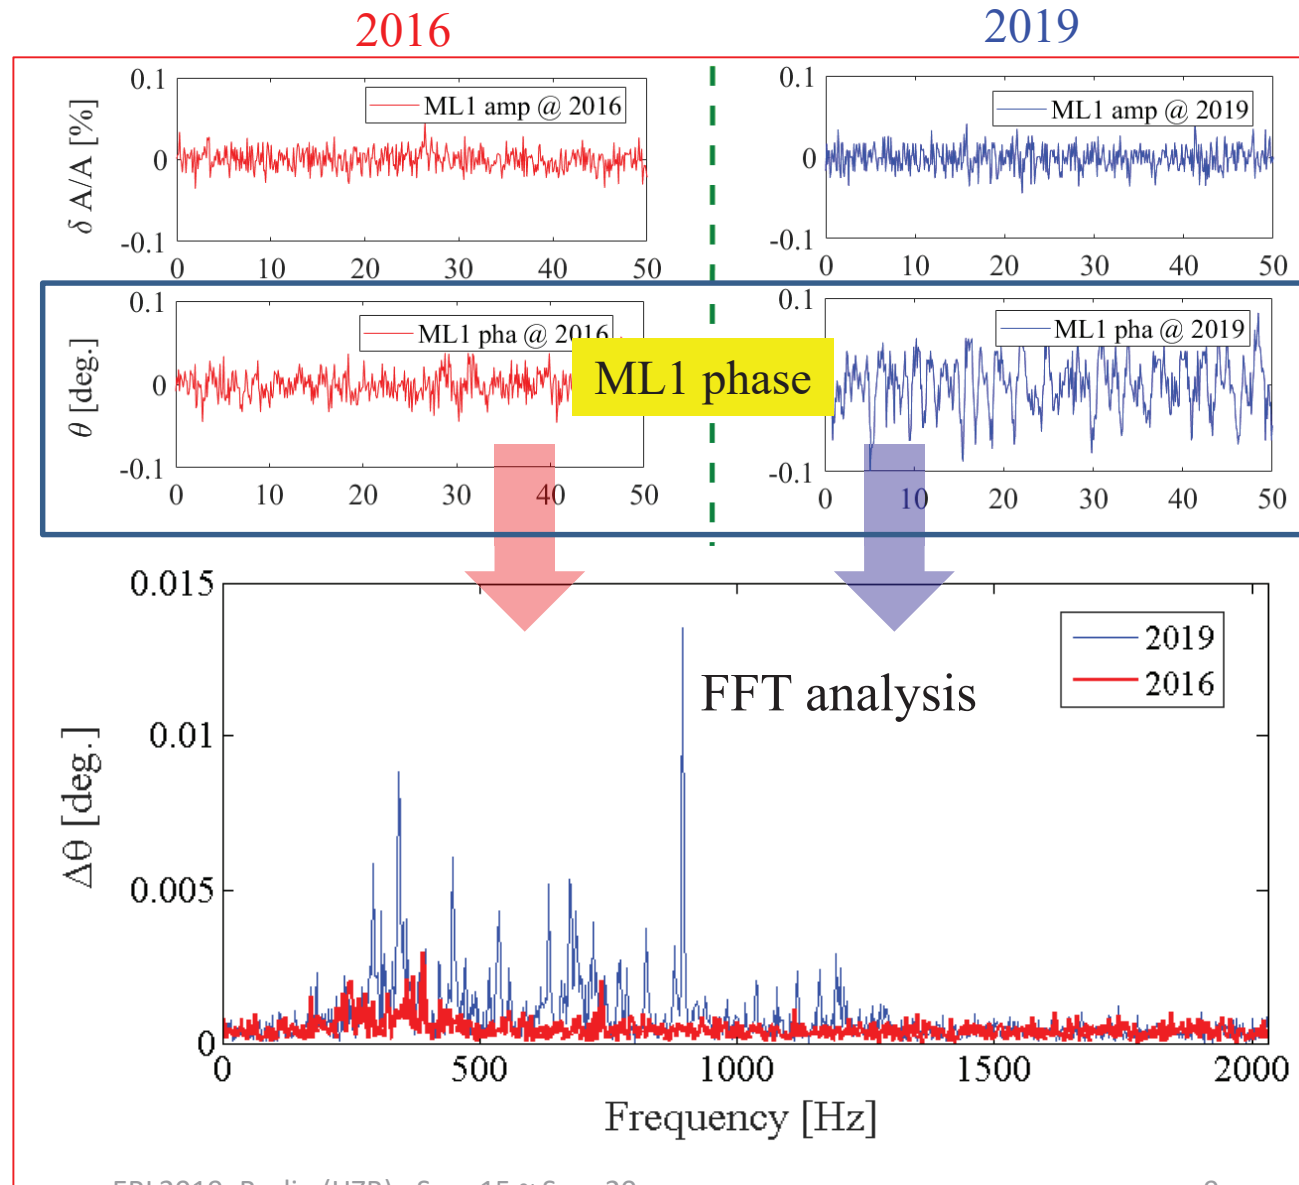 2016
2019
0.1
0
-0.1
δ A/A [%]
ML1 amp @ 2016
0 10 20 30 40 50
0.1
0
-0.1
ML1 amp @ 2019
0 10 20 30 40 50
0.1
0
-0.1
θ [deg.]
ML1 pha @ 2016
0 10 20 30 40 50
ML1 phase
0.1
-0.1
ML1 pha @ 2019
0 10 20 30 40 50
0.015
0.01
0.005
0
Δθ [deg.]
FFT analysis
2019
2016
0 500 1000 1500 2000
Frequency [Hz]